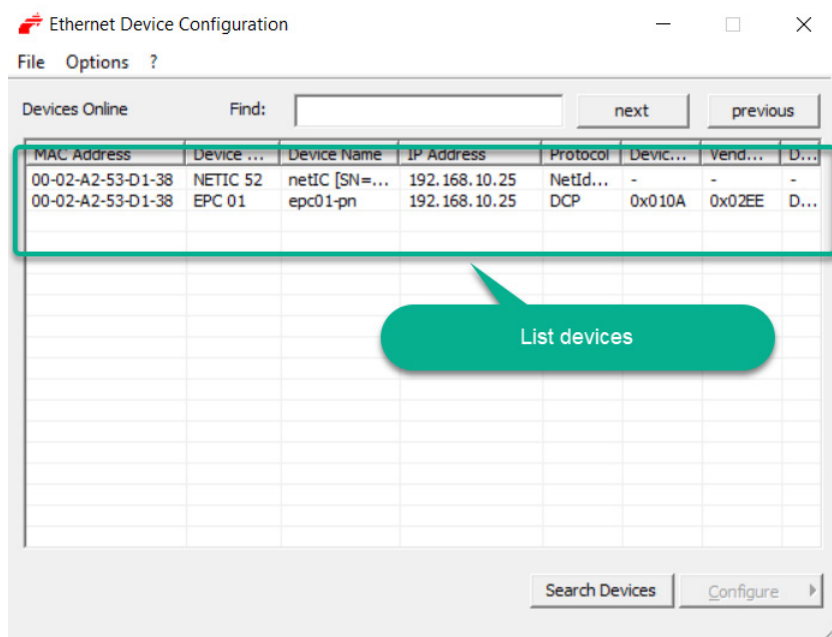 Ethernet Device Configuration
File Options ?
Devices Online Find: next previous
MAC Address Device ... Device Name IP Address Protocol Devic... Vend... D...
00-02-A2-53-D1-38 NETIC 52 netIC [SN=... 192.168.10.25 NetId... - - -
00-02-A2-53-D1-38 EPC 01 epc01-pn 192.168.10.25 DCP 0x010A 0x02EE D...
List devices
Search Devices Configure